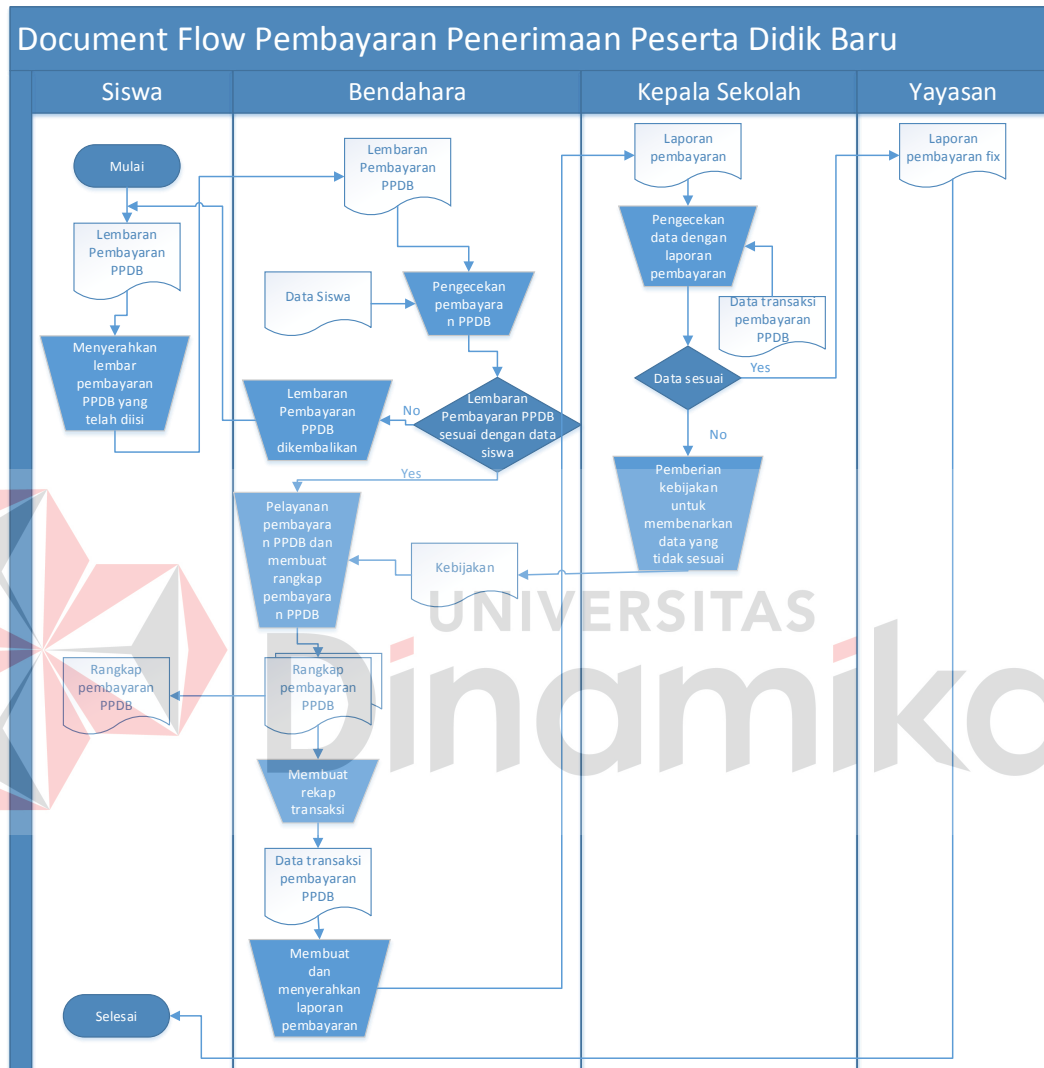 Document Flow Pembayaran Penerimaan Peserta Didik Baru
Siswa
Bendahara
Kepala Sekolah
Yayasan
Mulai
Lembaran
Pembayaran
PPDB
Menyerahkan
lembar
pembayaran
PPDB yang
telah diisi
Rangkap
pembayaran
PPDB
Selesai
Lembaran
Pembayaran
PPDB
Data Siswa
Pengecekan
pembayara
n PPDB
Lembaran
Pembayaran PPDB
sesuai dengan data
siswa
No
Yes
Lembaran
Pembayaran
PPDB
dikembalikan
Pelayanan
pembayara
n PPDB dan
membuat
rangkap
pembayara
n PPDB
Kebijakan
Rangkap
pembayaran
PPDB
Membuat
rekap
transaksi
Data transaksi
pembayaran
PPDB
Membuat
dan
menyerahkan
laporan
pembayaran
Laporan
pembayaran
Pengecekan
data dengan
laporan
pembayaran
Data transaksi
pembayaran
PPDB
Data sesuai
Yes
No
Pemberian
kebijakan
untuk
membenarkan
data yang
tidak sesuai
Laporan
pembayaran fix
UNIVERSITAS
Dinamika